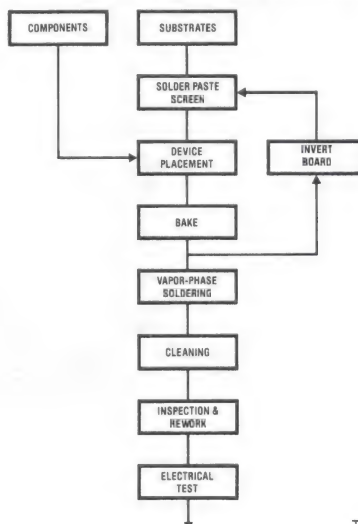 COMPONENTS
SUBSTRATES
SOLDER PASTE
SCREEN
DEVICE
PLACEMENT
INVERT
BOARD
BAKE
VAPOR-PHASE
SOLDERING
CLEANING
INSPECTION &
REWORK
ELECTRICAL
TEST